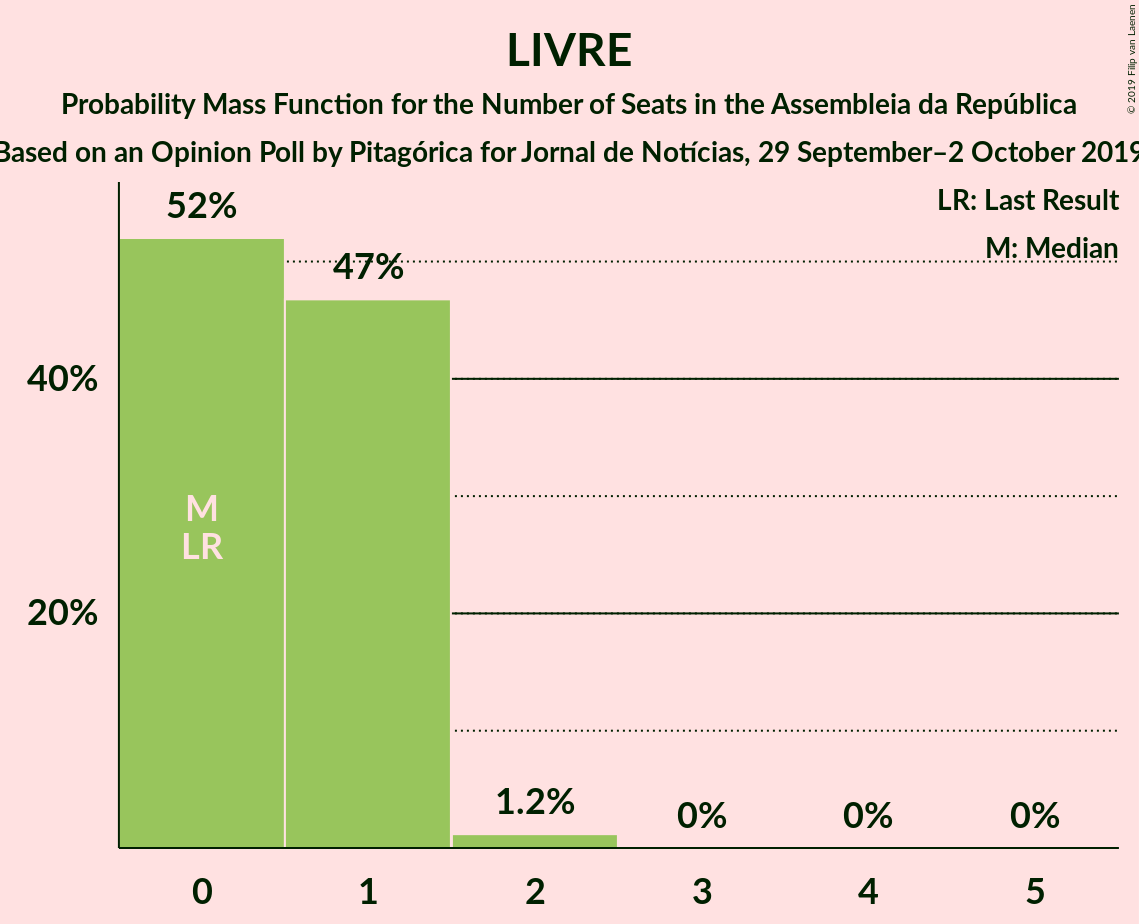 LIVRE
Probability Mass Function for the Number of Seats in the Assembleia da República
Based on an Opinion Poll by Pitagórica for Jornal de Notícias, 29 September–2 October 2019
© 2019 Filip van Laenen
LR: Last Result
M: Median
52%
47%
40%
M
LR
20%
1.2%
0%
0%
0%
0
1
2
3
4
5